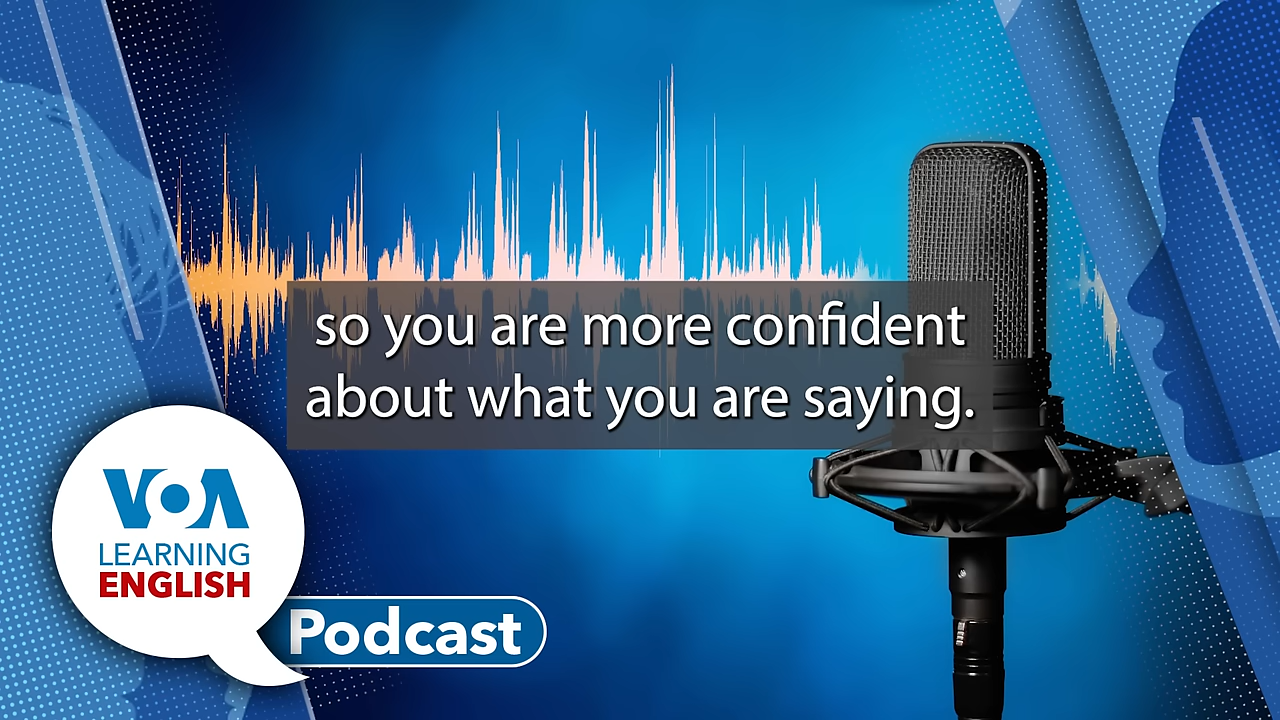 so you are more confident
about what you are saying.
VOA
LEARNING
ENGLISH
Podcast